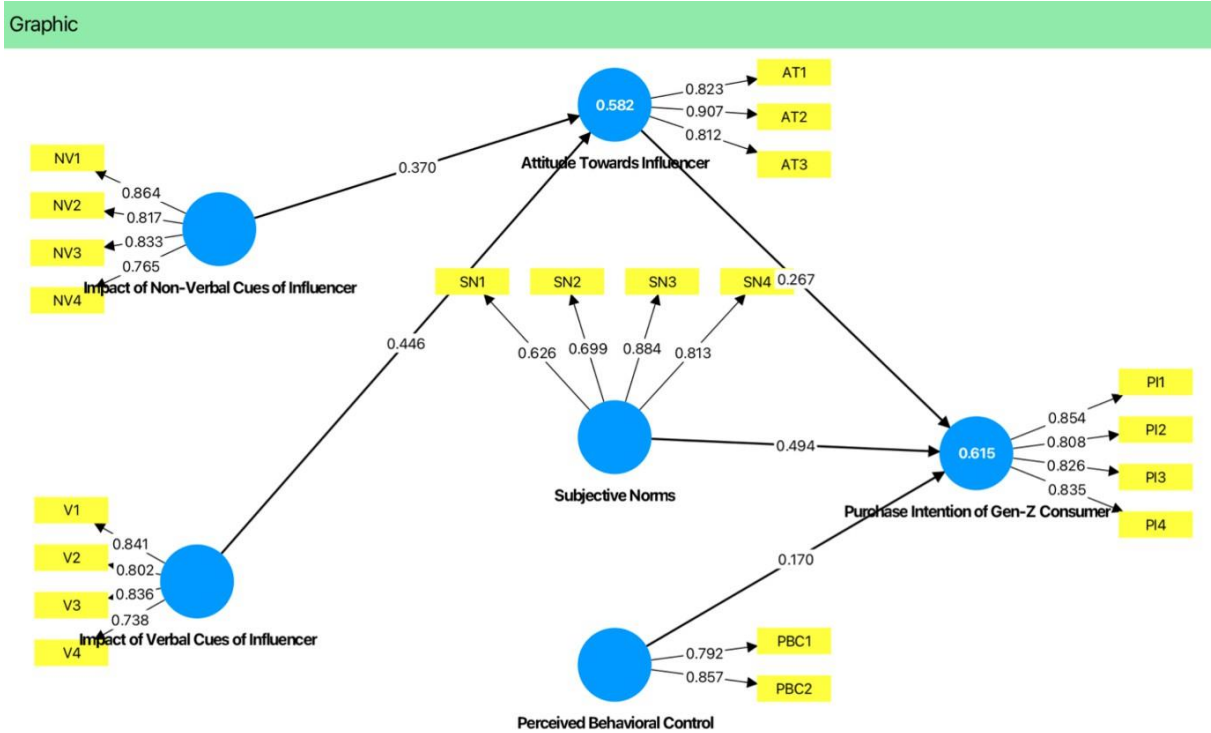 Graphic
NV1
NV2
NV3
NV4
0.864
0.817
0.833
0.765
Impact of Non-Verbal Cues of Influencer
0.370
0.582
Attitude Towards Influencer
0.823
0.907
0.812
AT1
AT2
AT3
0.446
SN1
SN2
SN3
SN4
0.267
0.626
0.699
0.884
0.813
Subjective Norms
0.494
V1
V2
V3
V4
0.841
0.802
0.836
0.738
Impact of Verbal Cues of Influencer
0.615
Purchase Intention of Gen-Z Consumer
0.854
0.808
0.826
0.835
PI1
PI2
PI3
PI4
0.170
0.792
0.857
PBC1
PBC2
Perceived Behavioral Control